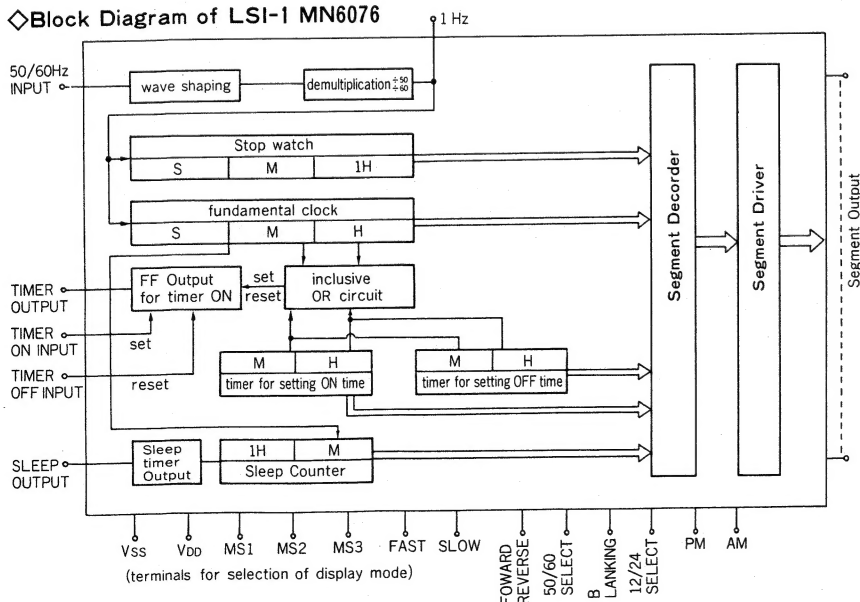 ◇Block Diagram of LSI-1 MN6076
1 Hz
50/60Hz
INPUT
wave shaping
demultiplication ÷50
÷60
Stop watch
S M 1H
fundamental clock
S M H
TIMER
OUTPUT
FF Output
for timer ON
set
reset
inclusive
OR circuit
TIMER
ON INPUT
set
TIMER
OFF INPUT
reset
M H
timer for setting ON time
M H
timer for setting OFF time
SLEEP
OUTPUT
Sleep
timer
Output
1H M
Sleep Counter
Segment Decorder
Segment Driver
Segment Output
VSS VDD MS1 MS2 MS3 FAST SLOW
(terminals for selection of display mode)
FOWARD
REVERSE
50/60
SELECT
B
LANKING
12/24
SELECT
PM AM